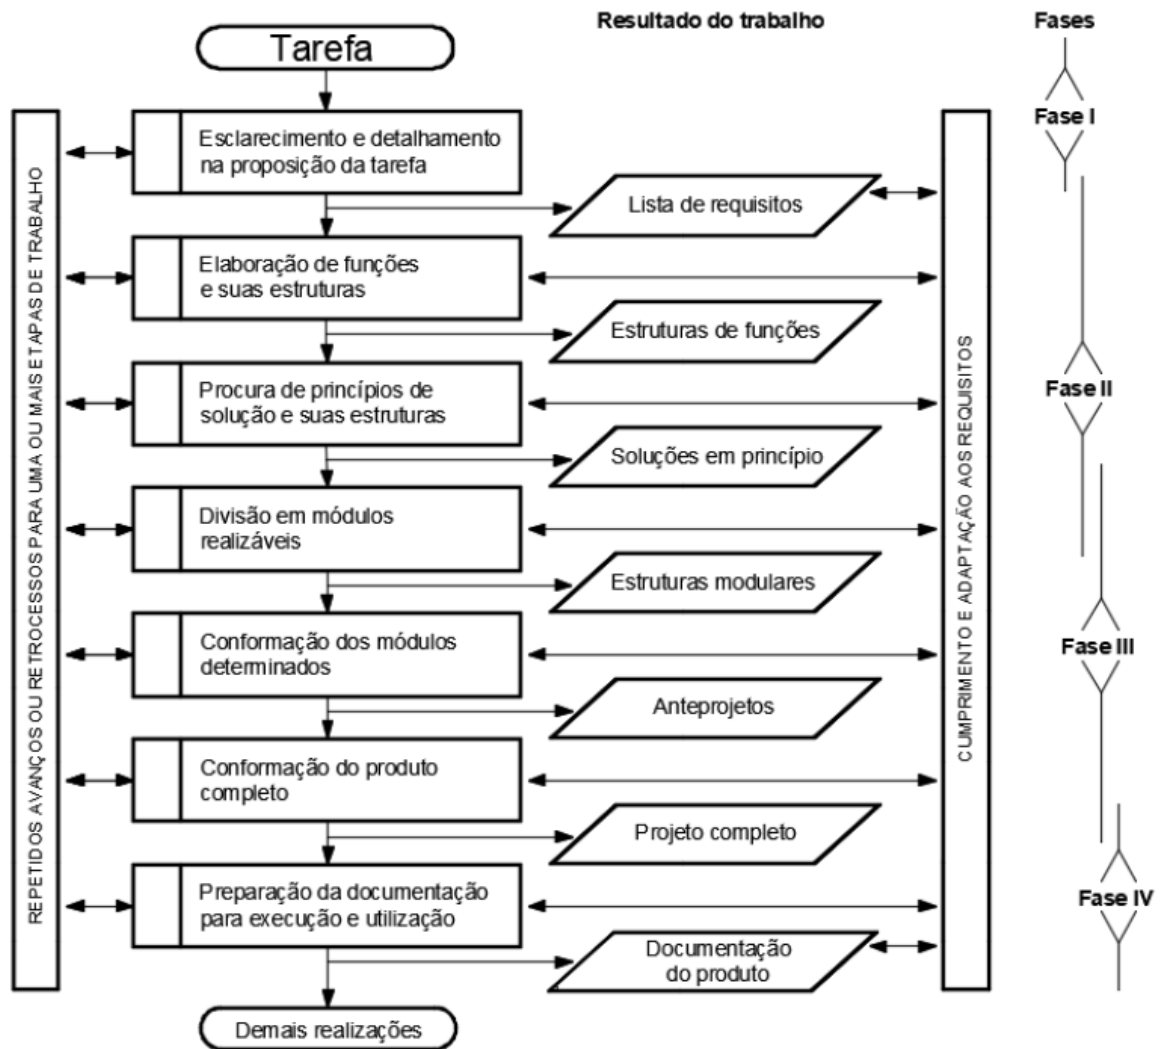 Resultado do trabalho
Fases
Tarefa
Fase I
Esclarecimento e detalhamento
na proposição da tarefa
Lista de requisitos
Elaboração de funções
e suas estruturas
Estruturas de funções
Procura de princípios de
solução e suas estruturas
Fase II
Soluções em princípio
Divisão em módulos
realizáveis
Estruturas modulares
Conformação dos módulos
determinados
Fase III
Anteprojetos
Conformação do produto
completo
Projeto completo
Preparação da documentação
para execução e utilização
Fase IV
Documentação
do produto
Demais realizações
REPETIDOS AVANÇOS OU RETROCESSOS PARA UMA OU MAIS ETAPAS DE TRABALHO
CUMPRIMENTO E ADAPTAÇÃO AOS REQUISITOS